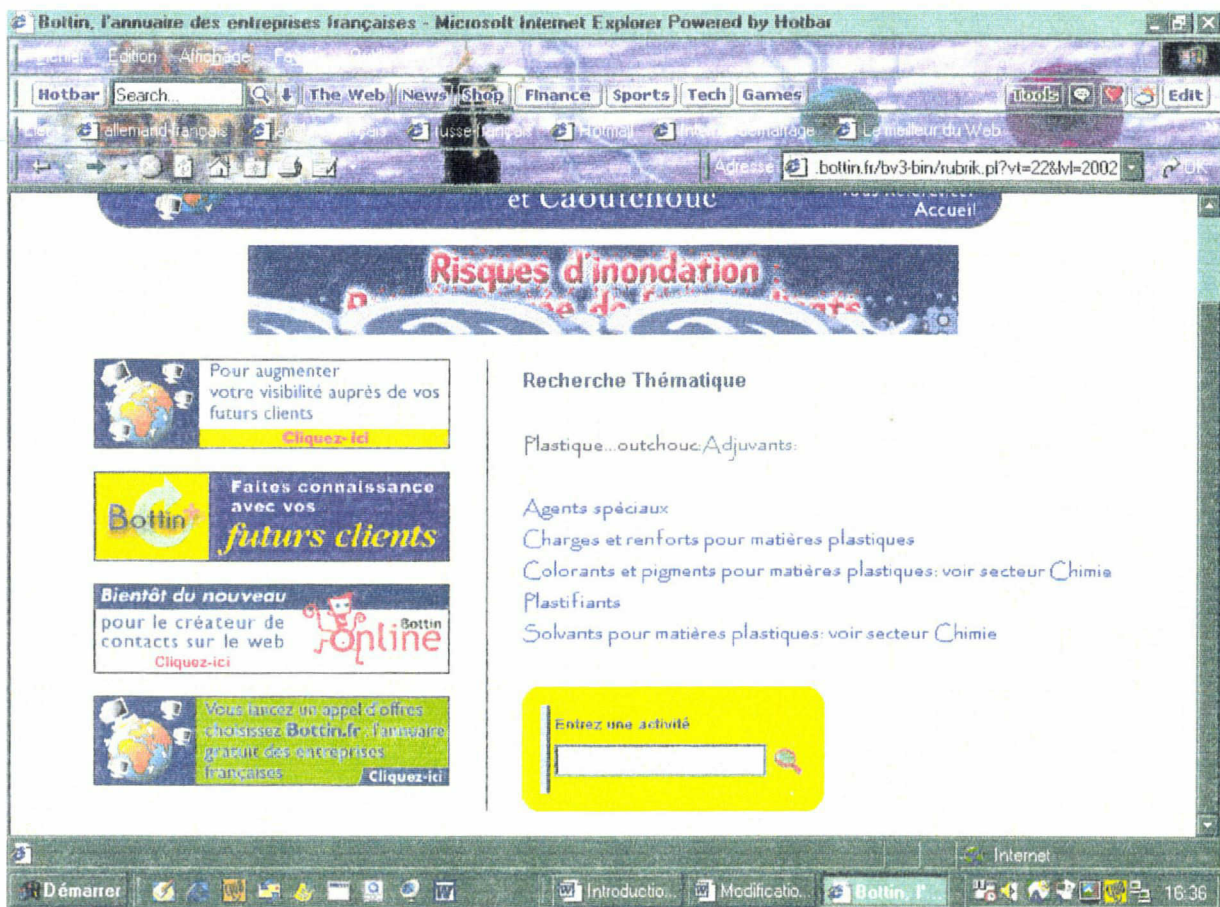 Bottin, l'annuaire des entreprises françaises - Microsoft Internet Explorer Powered by Hotbar
Edition Affichage
Hotbar Search... The Web News Shop Finance Sports Tech Games Tools Edit
allemand-français russe-français Hotmail Le meilleur du Web
Adresse .bottin.fr/bv3-bin/rubrik.pl?vt=22&lvl=2002 OK
et Caoutchouc
Accueil
Risques d'inondation :
Pour augmenter
votre visibilité auprès de vos
futurs clients
Cliquez-ici
Bottin+
Faites connaissance
avec vos
futurs clients
Bientôt du nouveau
pour le créateur de
contacts sur le web
Cliquez-ici
Bottin
Online
Vous lancez un appel d'offres
choisissez Bottin.fr, l'annuaire
gratuit des entreprises
françaises
Cliquez-ici
Recherche Thématique
Plastique...outchouc:Adjuvants:
Agents spéciaux
Charges et renforts pour matières plastiques
Colorants et pigments pour matières plastiques: voir secteur Chimie
Plastifiants
Solvants pour matières plastiques: voir secteur Chimie
Entrez une activité
Internet
Démarrer Introductio... Modificatio... Bottin, l'... 16:36